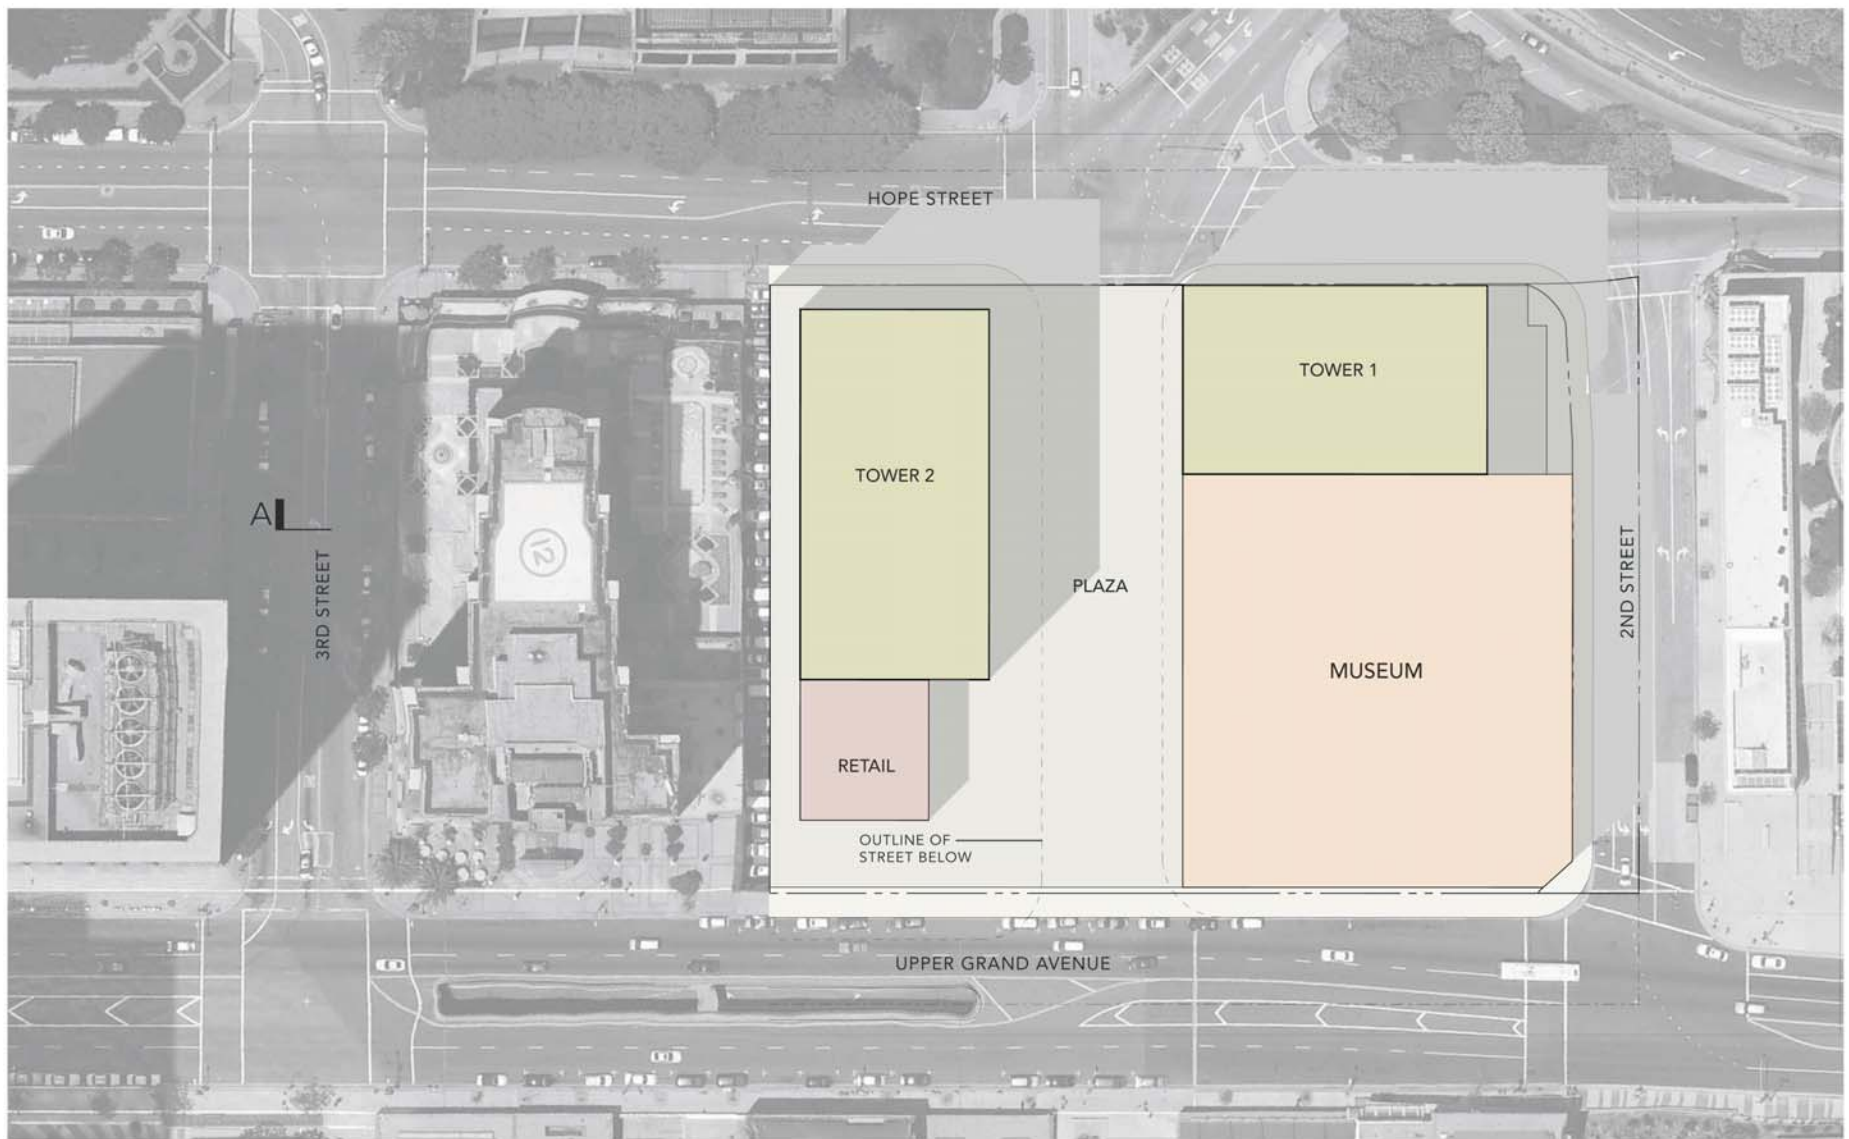 HOPE STREET
TOWER 1
TOWER 2
A
3RD STREET
12
PLAZA
2ND STREET
MUSEUM
RETAIL
OUTLINE OF
STREET BELOW
UPPER GRAND AVENUE